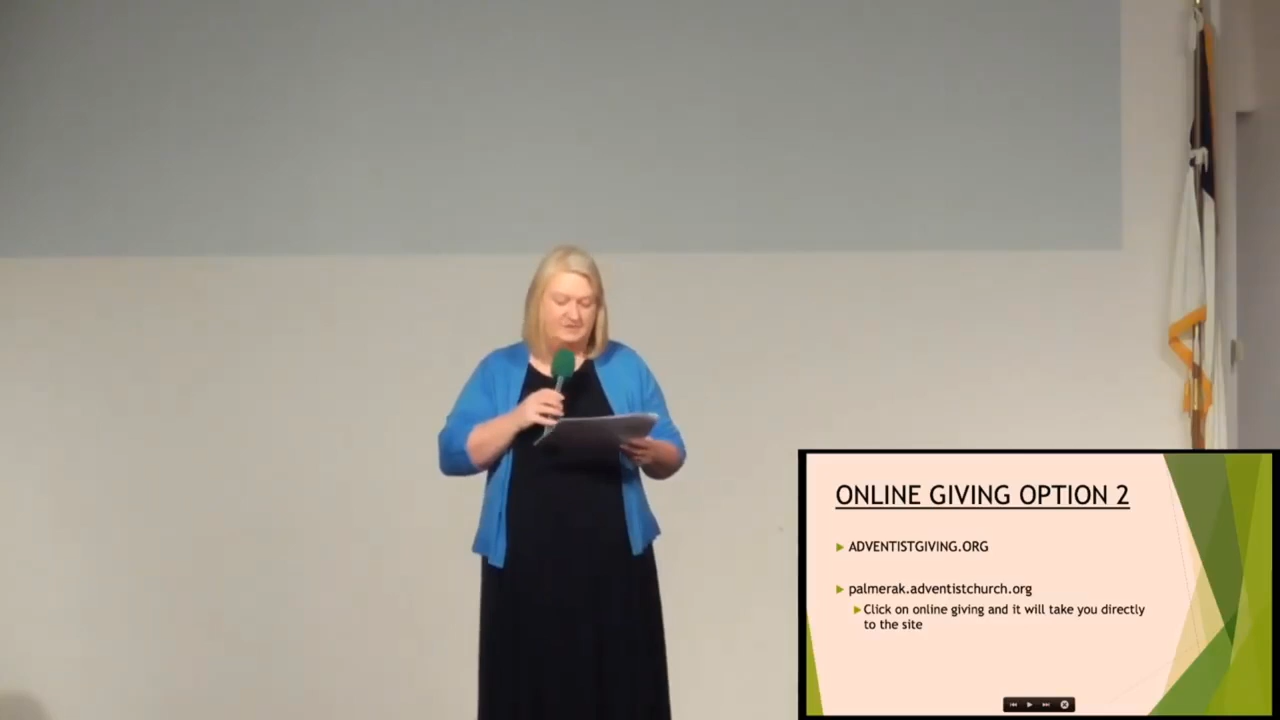 ONLINE GIVING OPTION 2
ADVENTISTGIVING.ORG
palmerak.adventistchurch.org
Click on online giving and it will take you directly
to the site